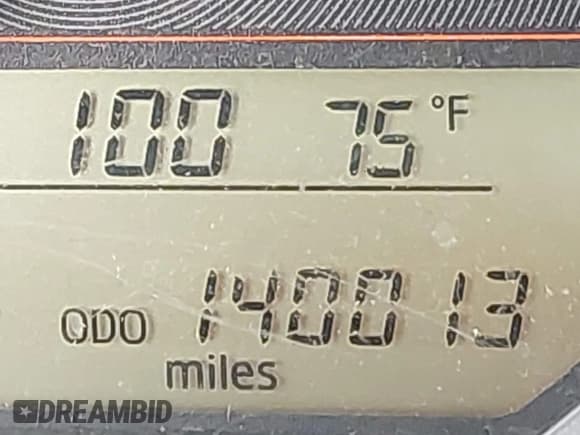 100 75 °F
ODO 140013
miles
DREAMBID